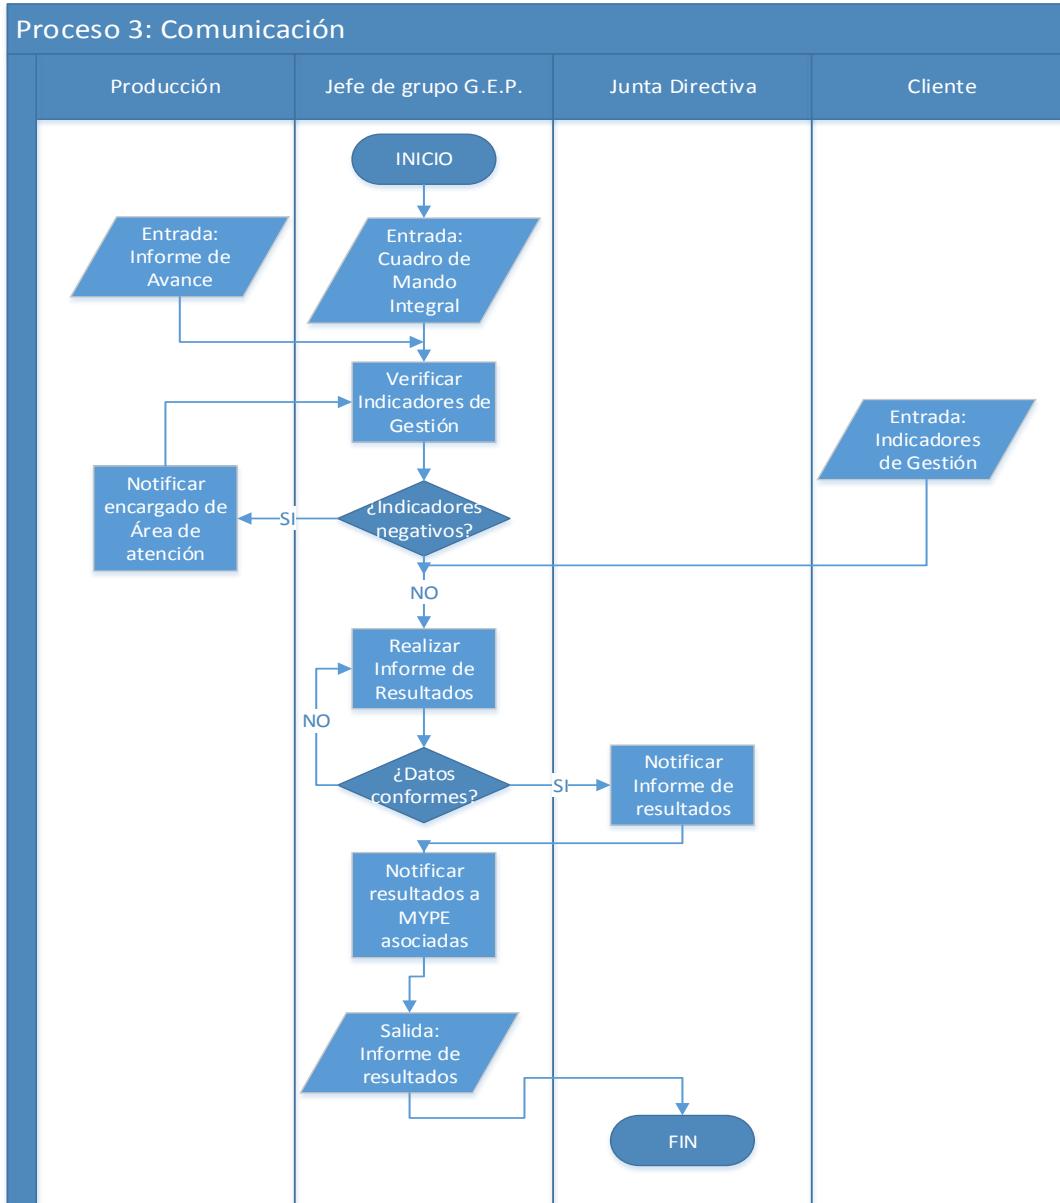 Proceso 3: Comunicación
Producción
Jefe de grupo G.E.P.
Junta Directiva
Cliente
INICIO
Entrada:
Informe de
Avance
Entrada:
Cuadro de
Mando
Integral
Verificar
Indicadores de
Gestión
Entrada:
Indicadores
de Gestión
Notificar
encargado de
Área de
atención
SI
¿Indicadores
negativos?
NO
Realizar
Informe de
Resultados
NO
¿Datos
conformes?
SI
Notificar
Informe de
resultados
Notificar
resultados a
MYPE
asociadas
Salida:
Informe de
resultados
FIN